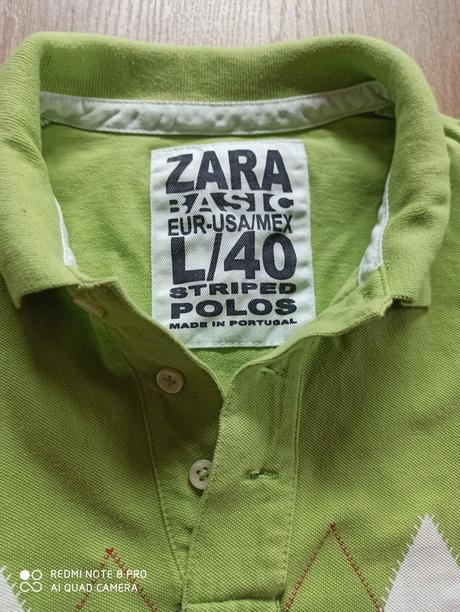 ZARA
BASIC
EUR-USA/MEX
L/40
STRIPED
POLOS
MADE IN PORTUGAL
REDMI NOTE 8 PRO
AI QUAD CAMERA